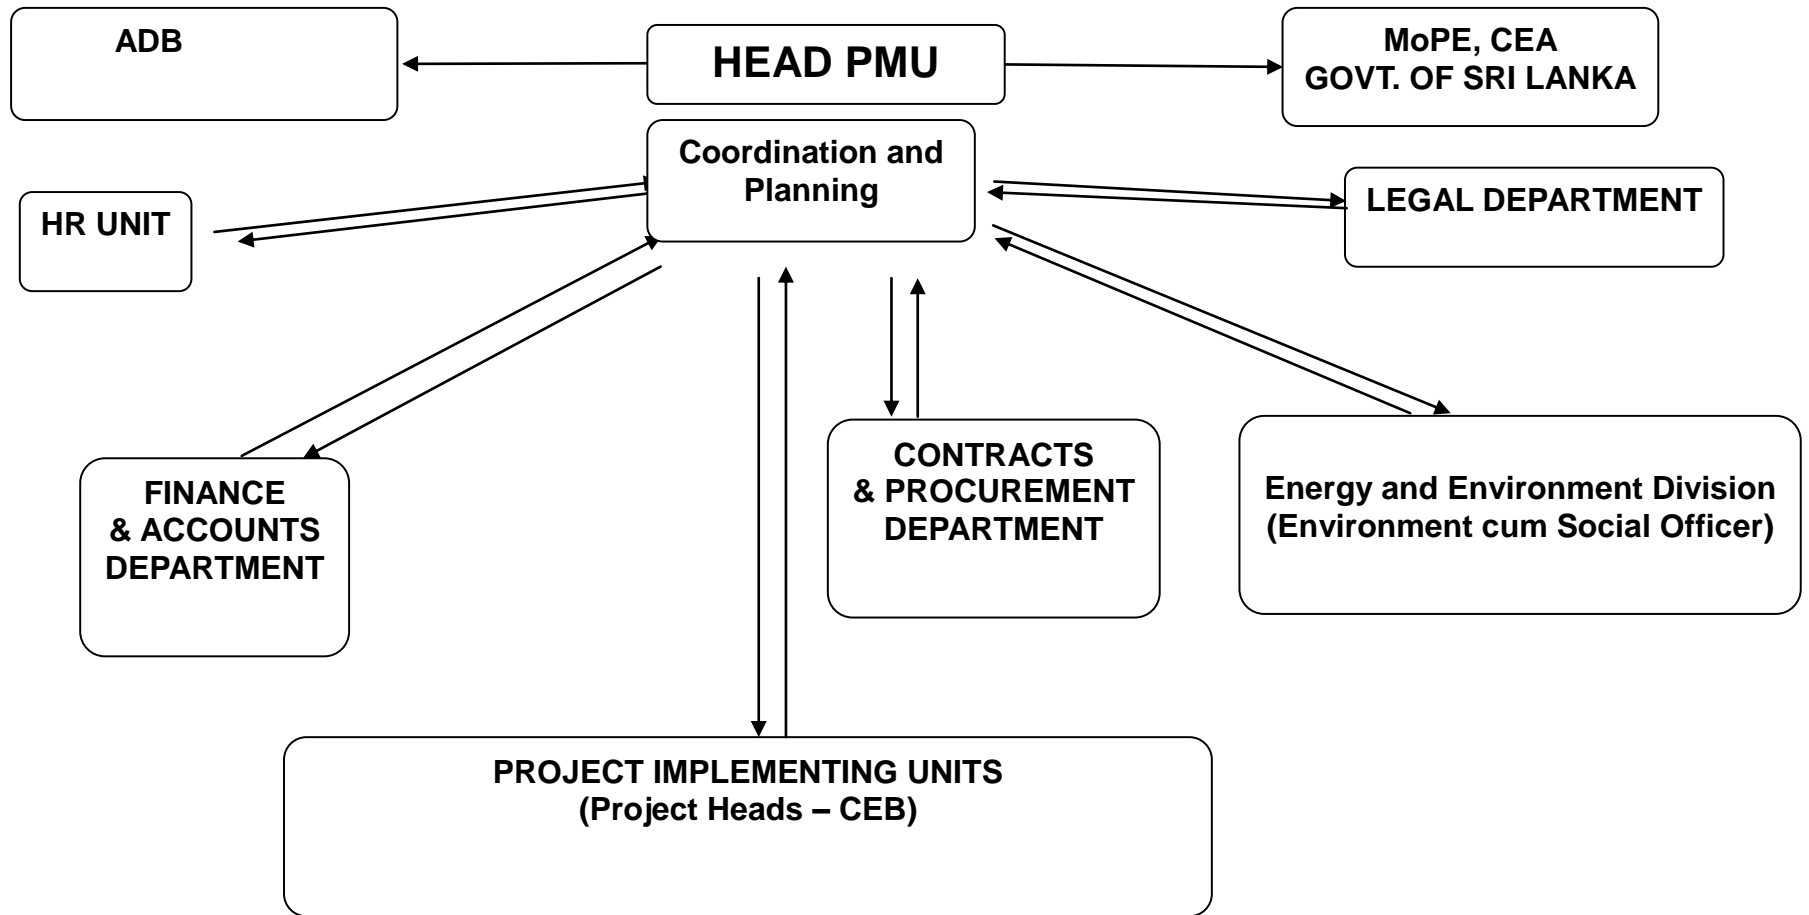 ADB
HEAD PMU
MoPE, CEA
GOVT. OF SRI LANKA
Coordination and
Planning
HR UNIT
LEGAL DEPARTMENT
FINANCE
& ACCOUNTS
DEPARTMENT
CONTRACTS
& PROCUREMENT
DEPARTMENT
Energy and Environment Division
(Environment cum Social Officer)
PROJECT IMPLEMENTING UNITS
(Project Heads – CEB)